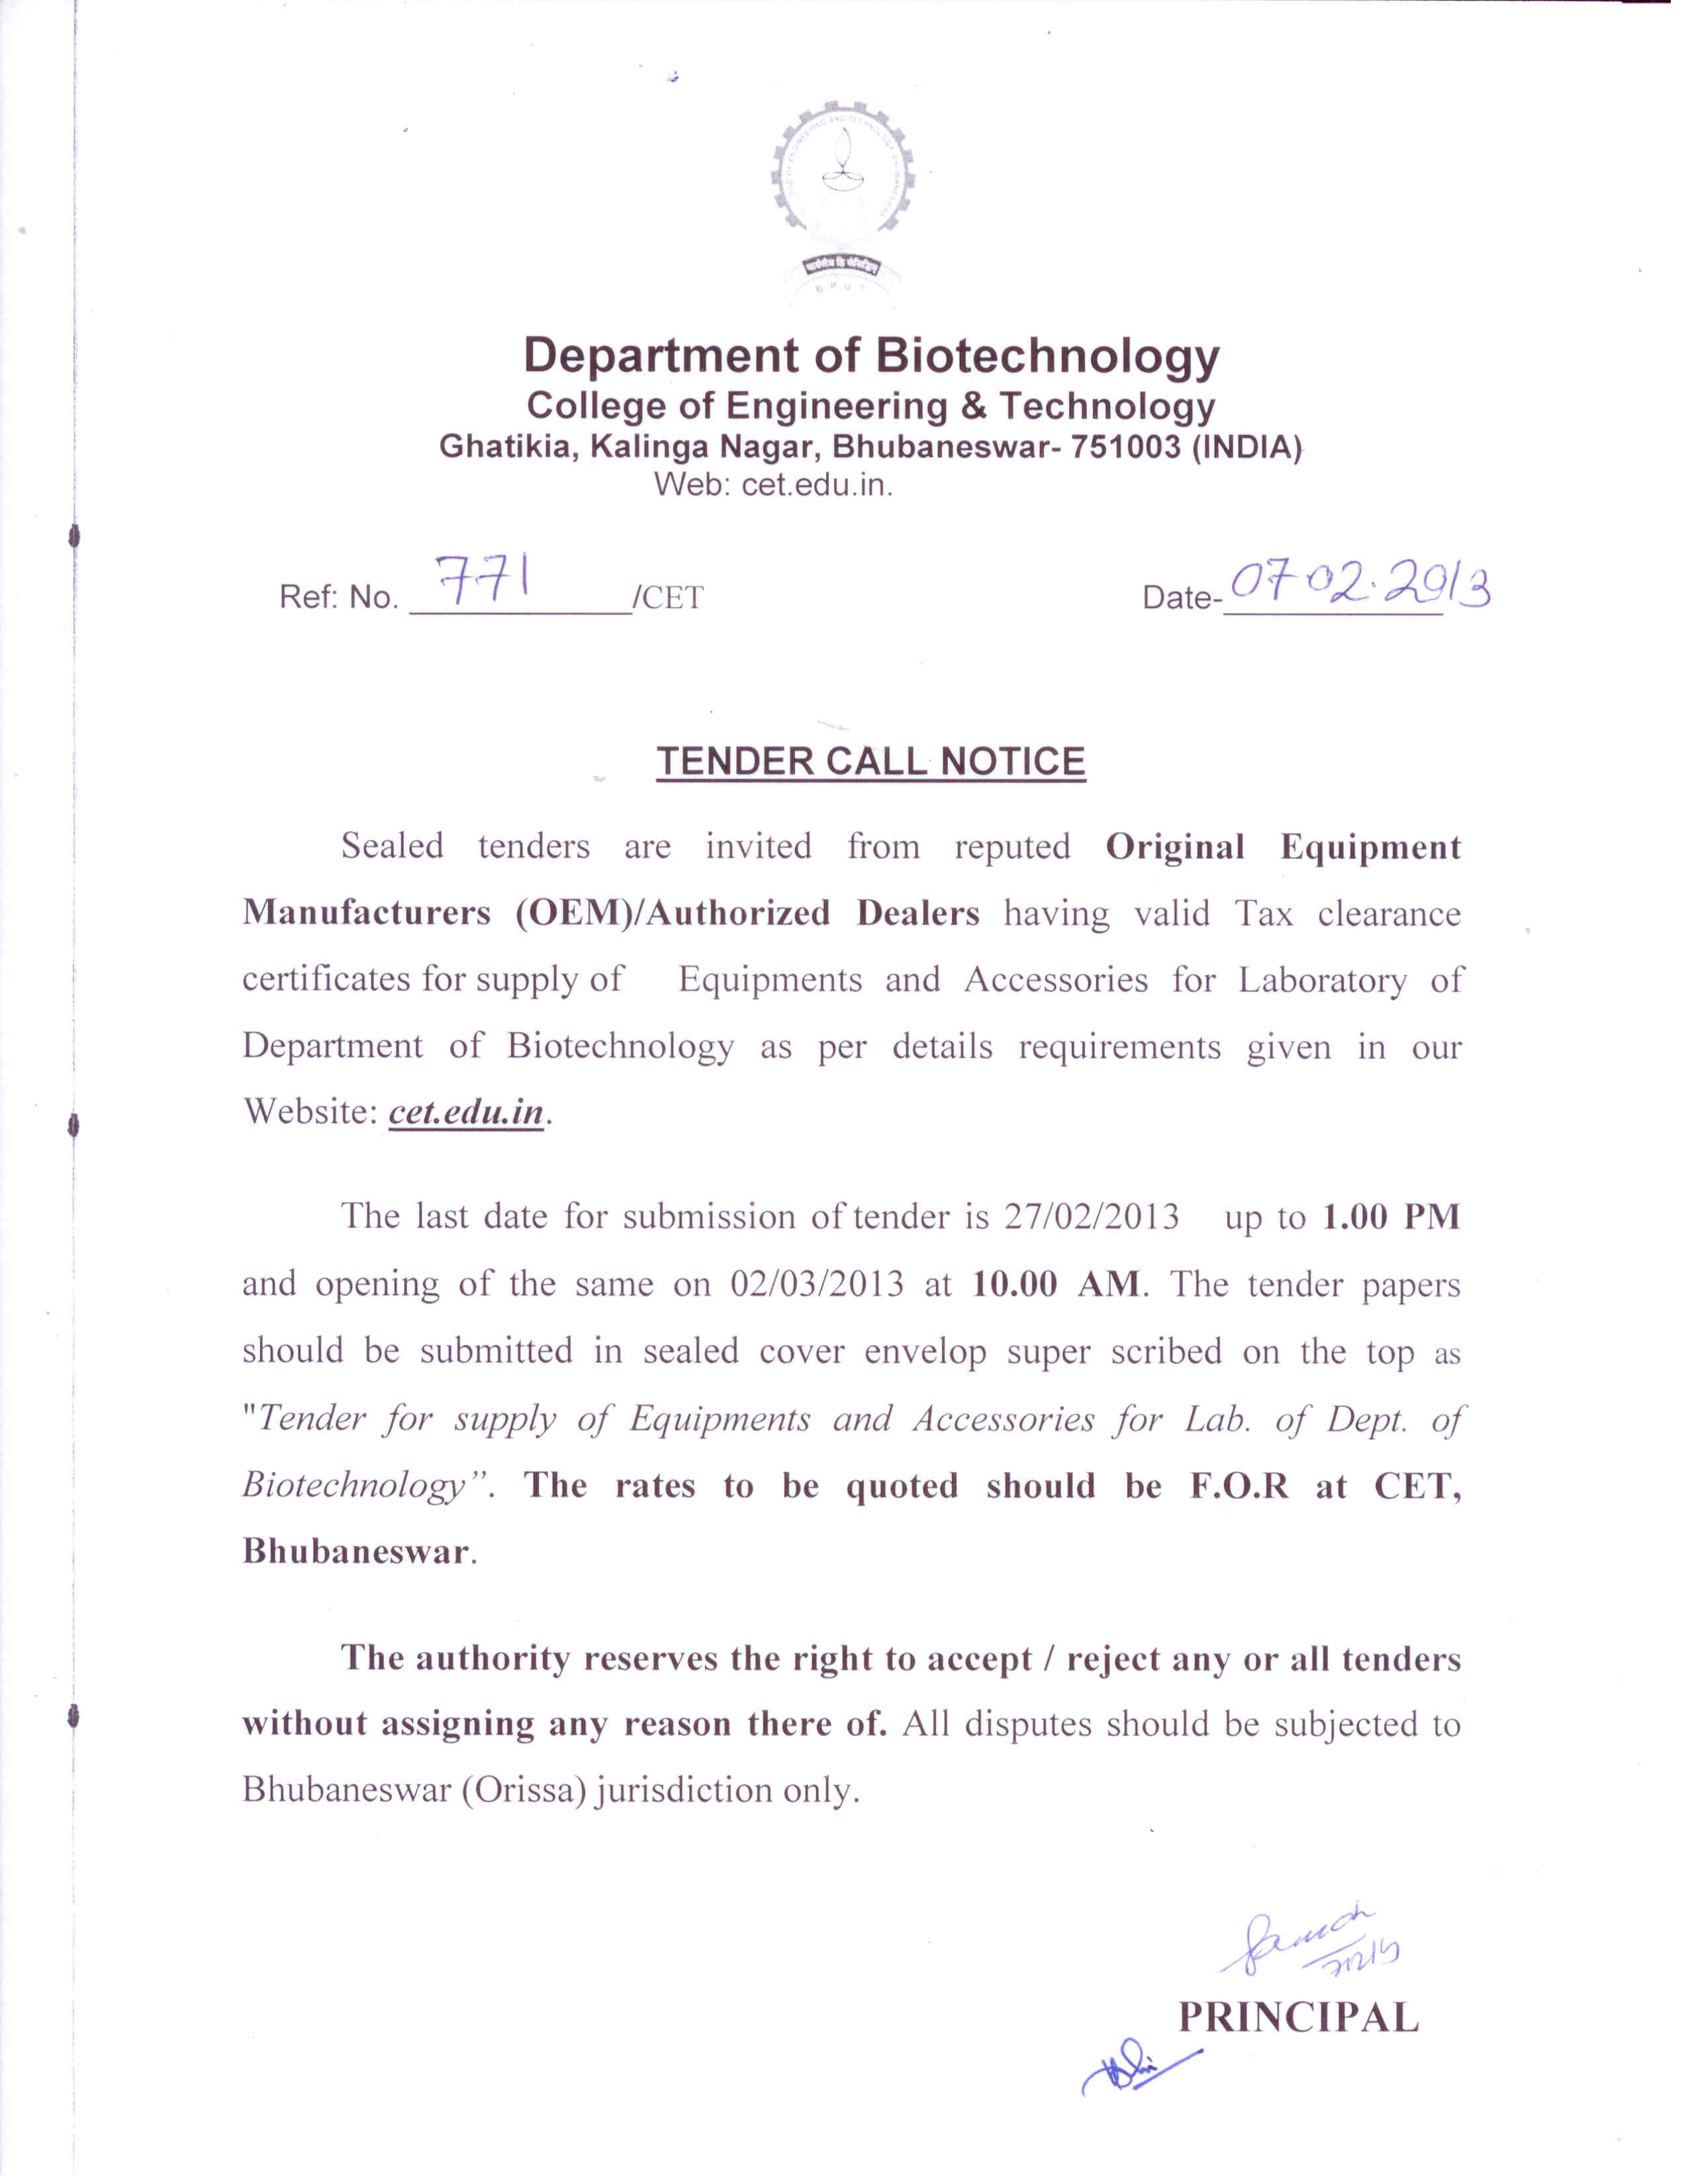 B P U T
Department of Biotechnology
College of Engineering & Technology
Ghatikia, Kalinga Nagar, Bhubaneswar- 751003 (INDIA)
Web: cet.edu.in.
Ref: No. 771 /CET Date- 07-02-2013
TENDER CALL NOTICE
Sealed tenders are invited from reputed Original Equipment
Manufacturers (OEM)/Authorized Dealers having valid Tax clearance
certificates for supply of Equipments and Accessories for Laboratory of
Department of Biotechnology as per details requirements given in our
Website: cet.edu.in.
The last date for submission of tender is 27/02/2013 up to 1.00 PM
and opening of the same on 02/03/2013 at 10.00 AM. The tender papers
should be submitted in sealed cover envelop super scribed on the top as
"Tender for supply of Equipments and Accessories for Lab. of Dept. of
Biotechnology”. The rates to be quoted should be F.O.R at CET,
Bhubaneswar.
The authority reserves the right to accept / reject any or all tenders
without assigning any reason there of. All disputes should be subjected to
Bhubaneswar (Orissa) jurisdiction only.
PRINCIPAL